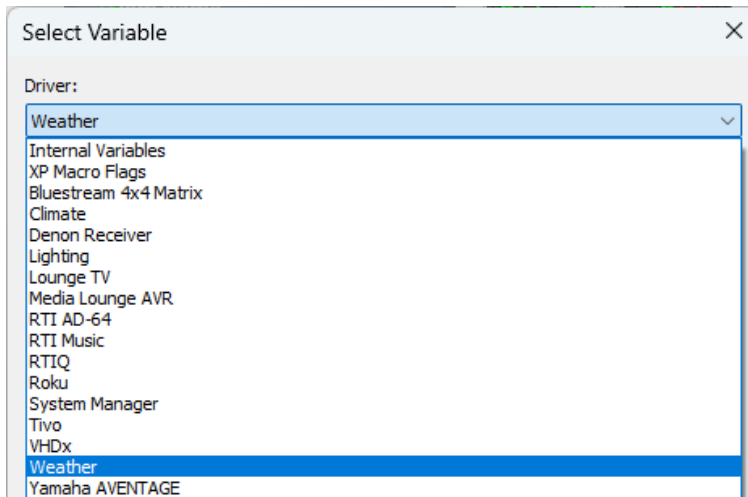 Select Variable
Driver:
Weather
Internal Variables
XP Macro Flags
Bluestream 4x4 Matrix
Climate
Denon Receiver
Lighting
Lounge TV
Media Lounge AVR
RTI AD-64
RTI Music
RTIQ
Roku
System Manager
Tivo
VHDx
Weather
Yamaha AVENTAGE